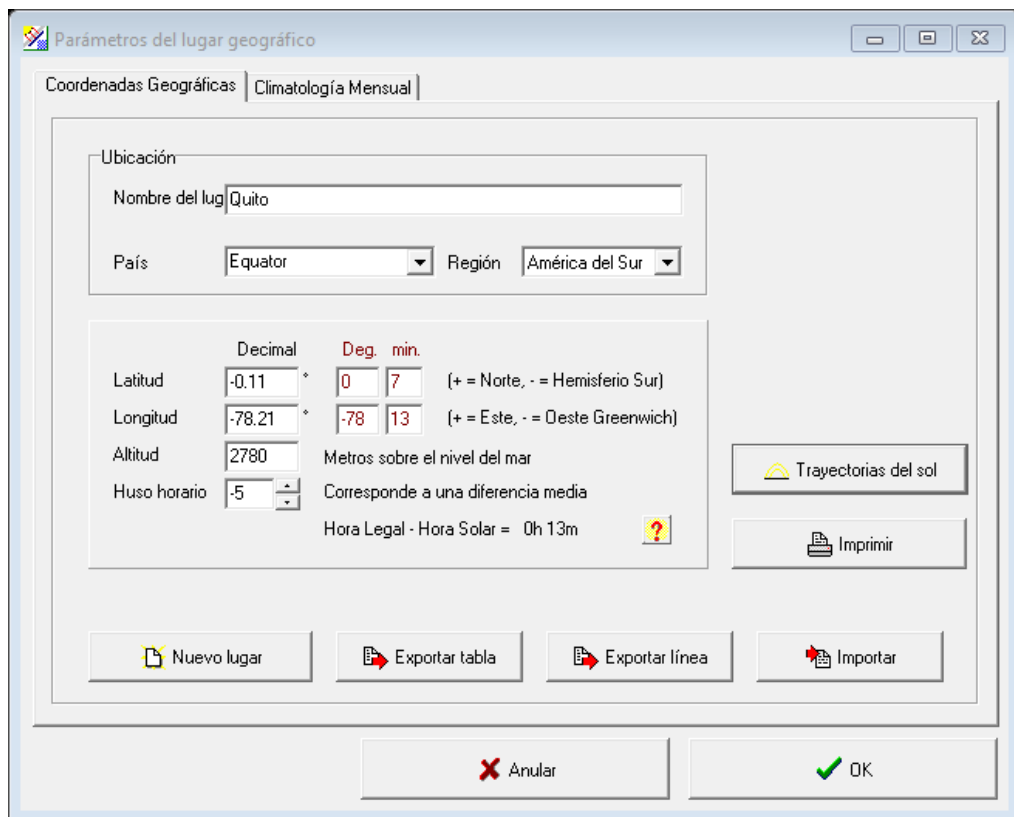 Parámetros del lugar geográfico
Coordenadas Geográficas Climatología Mensual
Ubicación
Nombre del lug Quito
País Equator Región América del Sur
Decimal Deg. min.
Latitud -0.11 ° 0 7 (+ = Norte, - = Hemisferio Sur)
Longitud -78.21 ° -78 13 (+ = Este, - = Oeste Greenwich)
Altitud 2780 Metros sobre el nivel del mar
Huso horario -5 Corresponde a una diferencia media
Hora Legal - Hora Solar = 0h 13m ?
Trayectorias del sol
Imprimir
Nuevo lugar Exportar tabla Exportar línea Importar
Anular OK